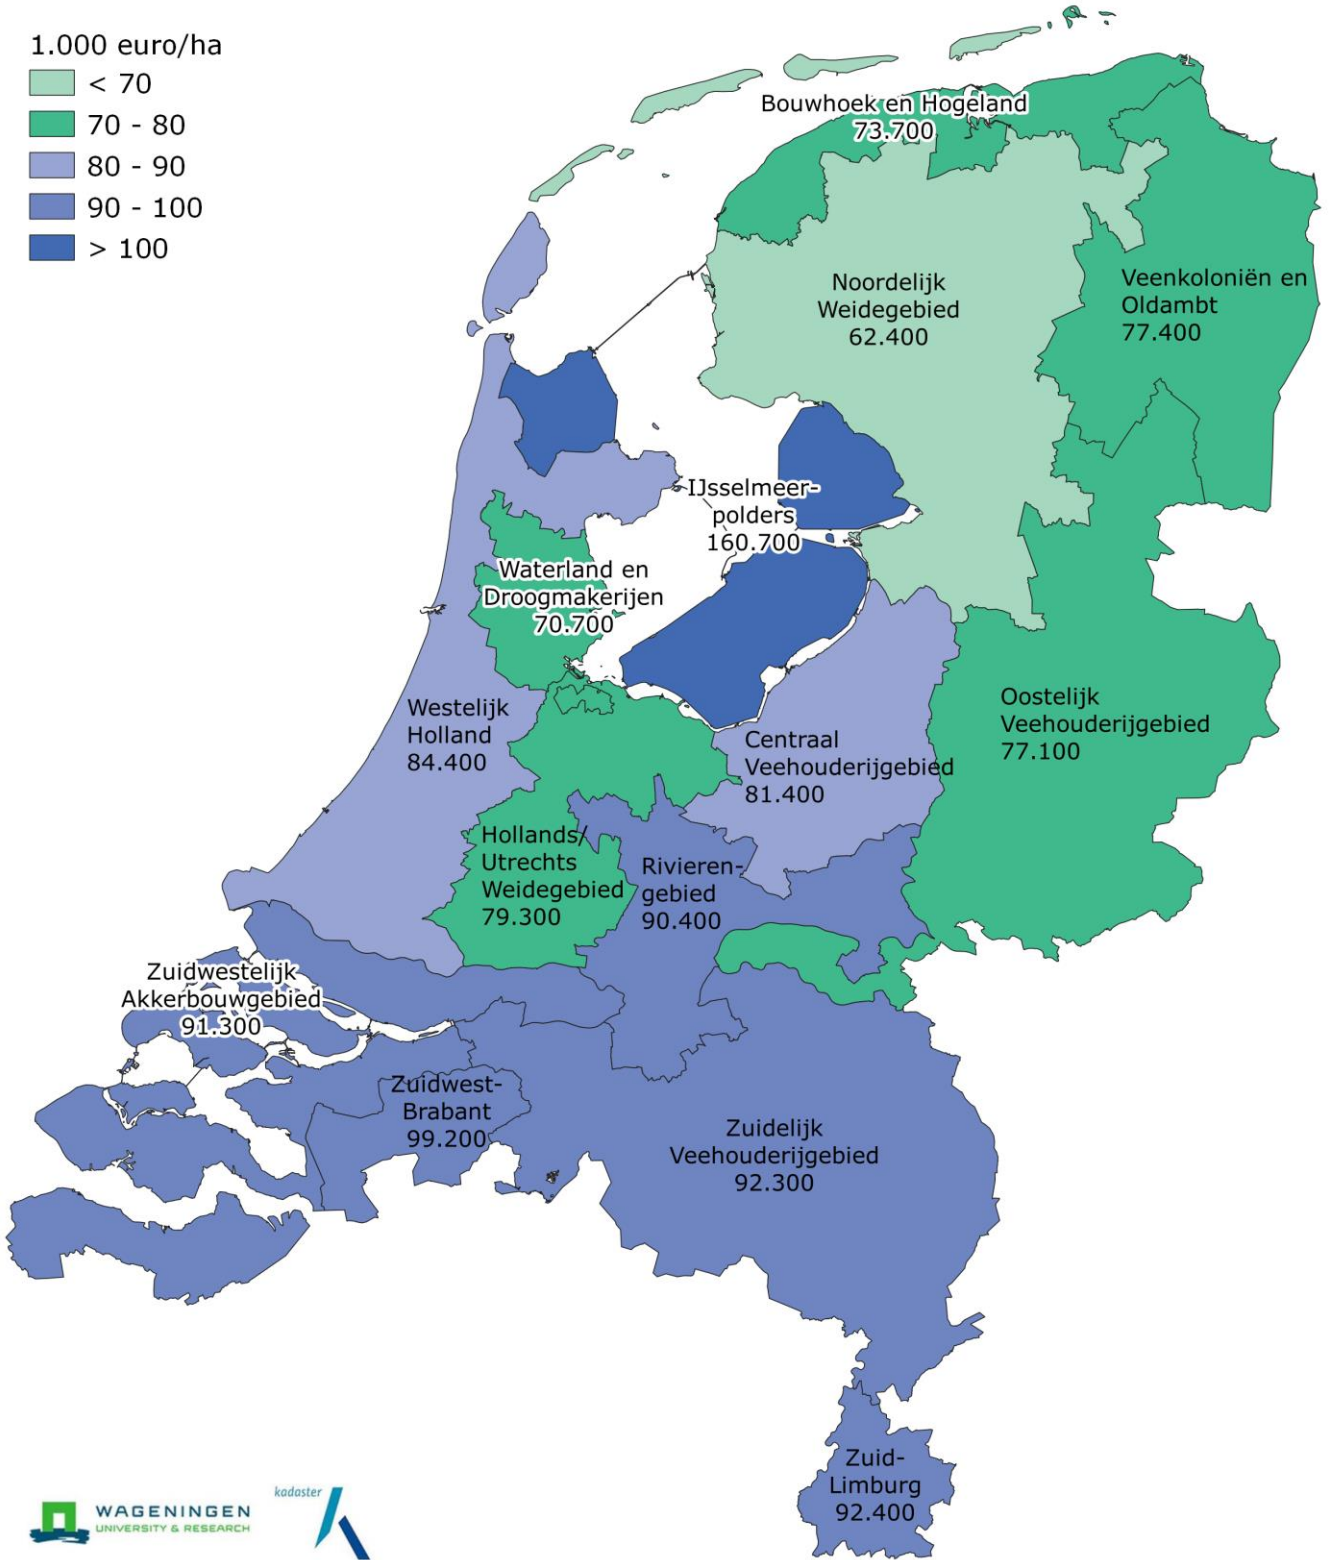 1.000 euro/ha
< 70
70 - 80
80 - 90
90 - 100
> 100
Bouwhoek en Hogeland
73.700
Noordelijk
Weidegebied
62.400
Veenkoloniën en
Oldambt
77.400
IJsselmeer-
polders
160.700
Waterland en
Droogmakerijen
70.700
Westelijk
Holland
84.400
Centraal
Veehouderijgebied
81.400
Oostelijk
Veehouderijgebied
77.100
Hollands/
Utrechts
Weidegebied
79.300
Rivieren-
gebied
90.400
Zuidwestelijk
Akkerbouwgebied
91.300
Zuidwest-
Brabant
99.200
Zuidelijk
Veehouderijgebied
92.300
Zuid-
Limburg
92.400
WAGENINGEN
UNIVERSITY & RESEARCH
kadaster